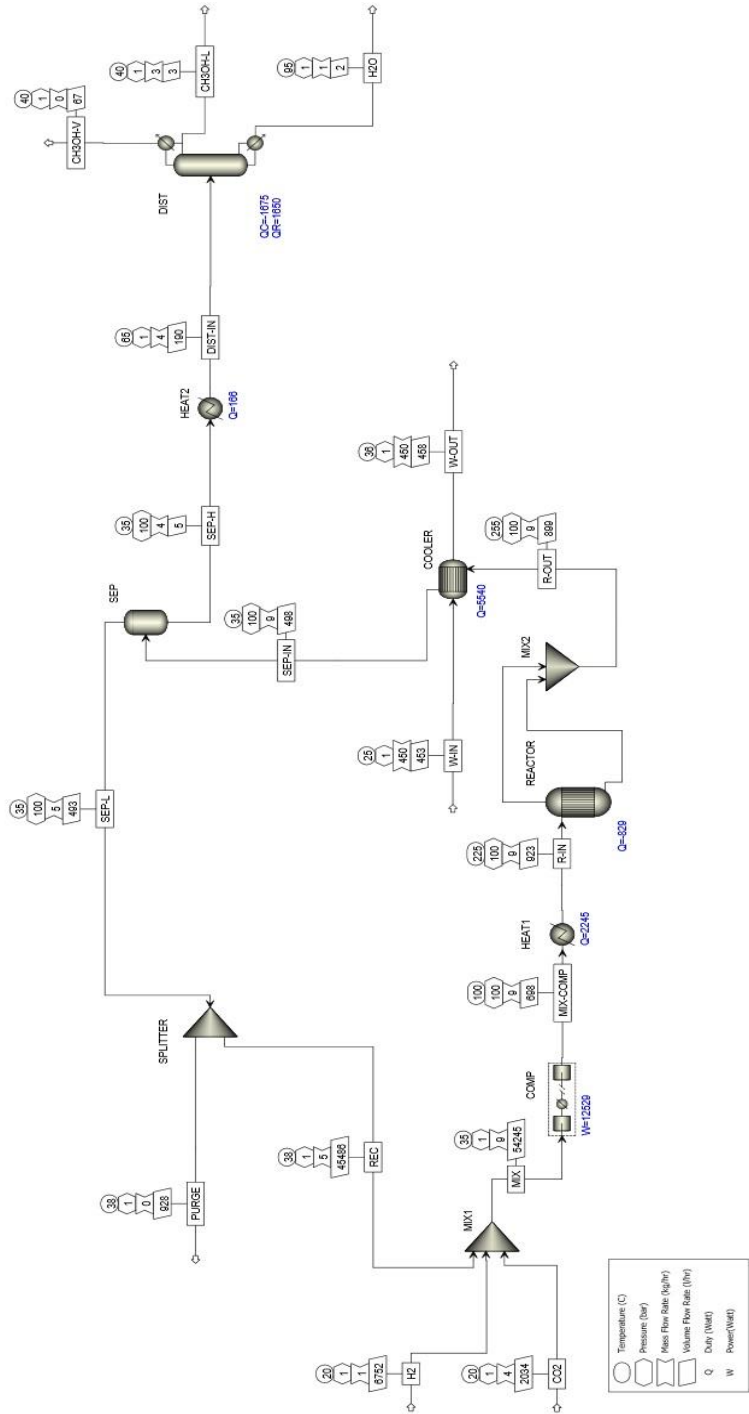 20
1
1
6752
H2
20
1
4
2034
CO2
MIX1
38
1
0
928
PURGE
38
1
5
45486
REC
SPLITTER
35
1
9
54245
MIX
COMP
W=12529
100
100
9
698
MIX-COMP
HEAT1
Q=2245
225
100
9
923
R-IN
REACTOR
Q=-829
MIX2
255
100
9
899
R-OUT
25
1
450
453
W-IN
COOLER
Q=5540
36
1
450
458
W-OUT
35
100
9
498
SEP-IN
SEP
35
100
5
493
SEP-L
35
100
4
5
SEP-H
HEAT2
Q=166
65
1
4
190
DIST-IN
DIST
QC=-1675
QR=1650
40
1
0
67
CH3OH-V
40
1
3
3
CH3OH-L
95
1
1
2
H2O
Temperature (C)
Pressure (bar)
Mass Flow Rate (kg/hr)
Volume Flow Rate (l/hr)
Q Duty (Watt)
W Power(Watt)